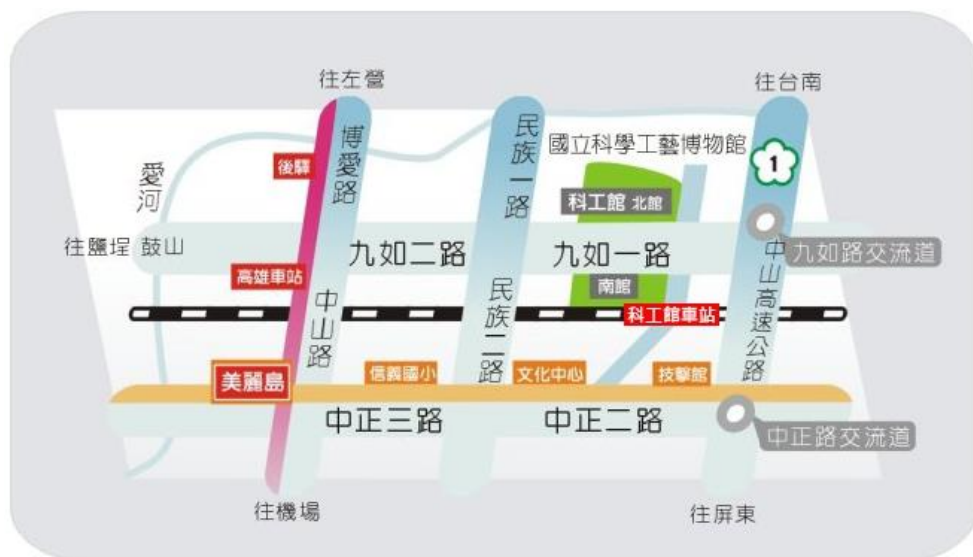 往左營
往台南
博愛路
民族一路
國立科學工藝博物館
1
後驛
愛河
科工館 北館
往鹽埕 鼓山
九如二路
九如一路
九如路交流道
高雄車站
南館
中山路
民族二路
科工館車站
中山高速公路
美麗島
信義國小
文化中心
技擊館
中正三路
中正二路
中正路交流道
往機場
往屏東